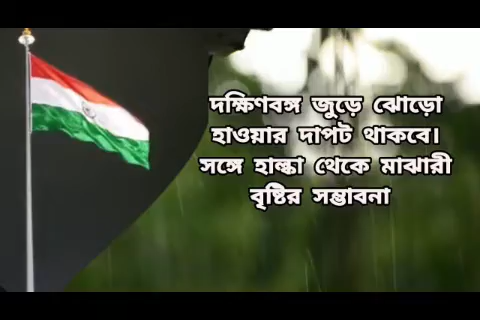 দক্ষিণবঙ্গ জুড়ে ঝোড়ো
হাওয়ার দাপট থাকবে।
সঙ্গে হাল্কা থেকে মাঝারী
বৃষ্টির সম্ভাবনা